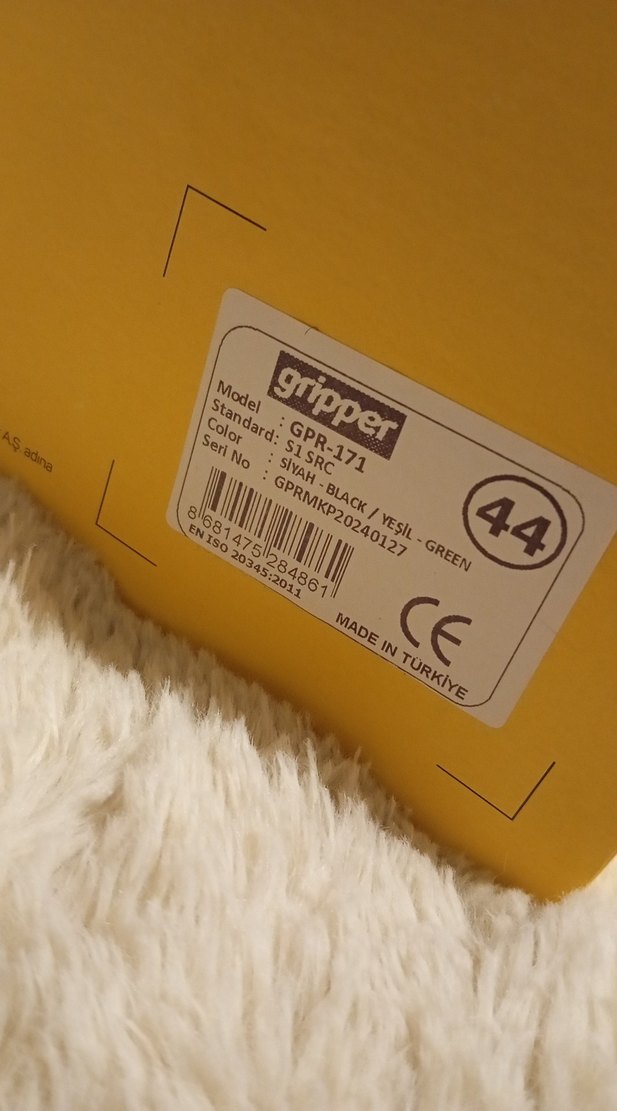 gripper
Model : GPR-171
Standard: S1 SRC
Color : SİYAH - BLACK / YEŞİL - GREEN
Seri No : GPRMKP20240127
44
8 681475 284861
EN ISO 20345:2011
CE
MADE IN TÜRKİYE
A.Ş. adına